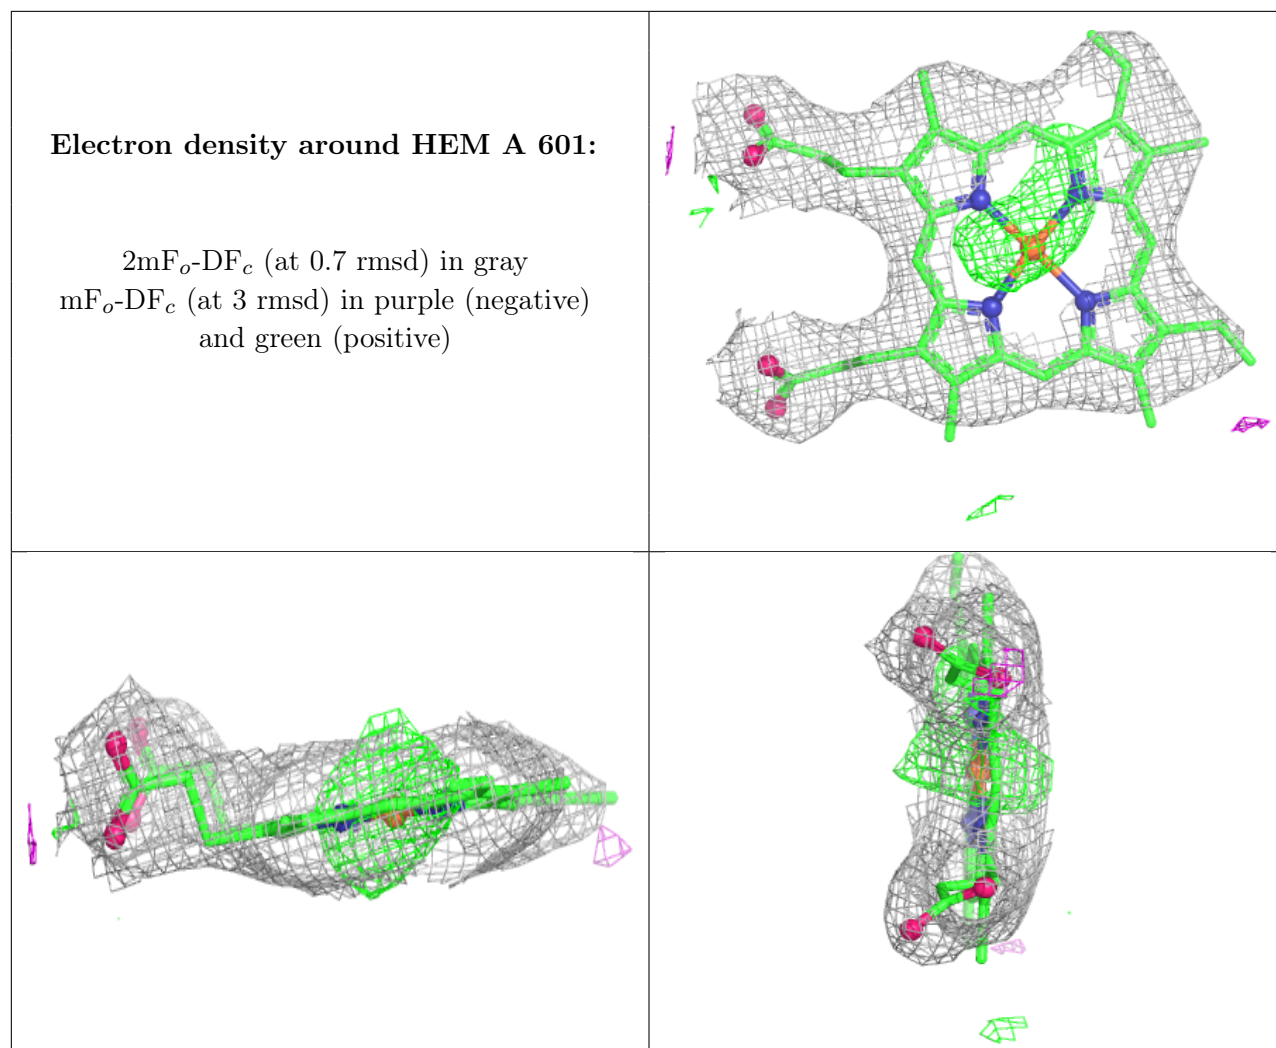 Electron density around HEM A 601:
2mFo-DFc (at 0.7 rmsd) in gray
mFo-DFc (at 3 rmsd) in purple (negative)
and green (positive)